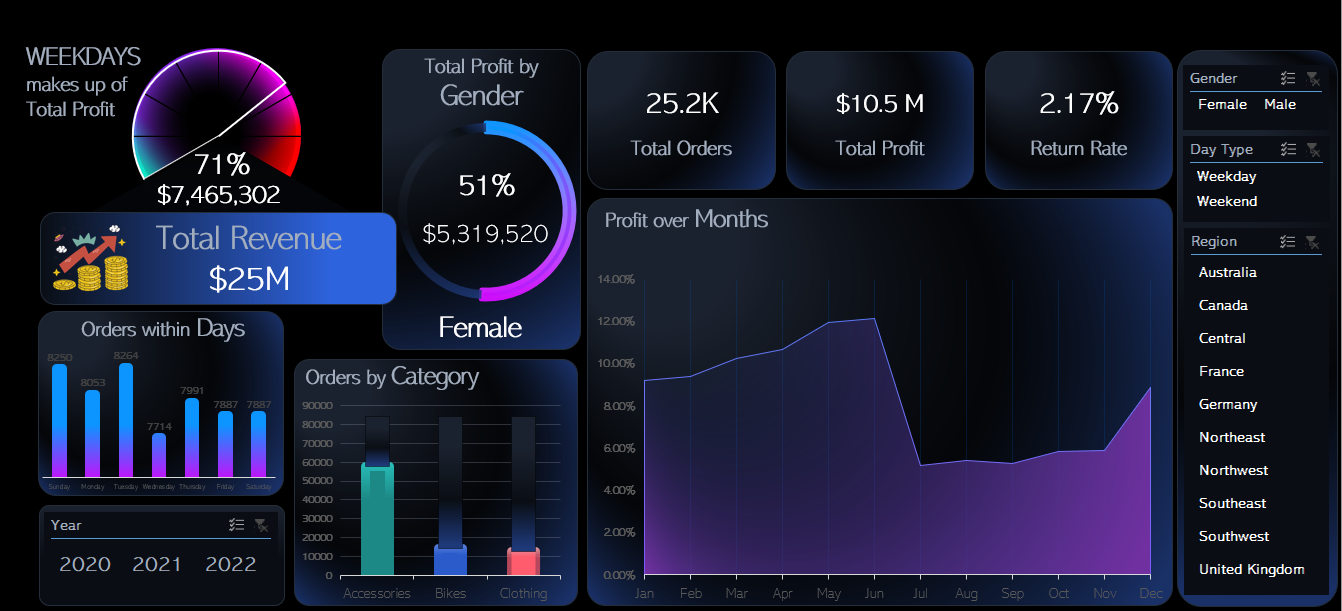 WEEKDAYS
makes up of
Total Profit
71%
$7,465,302
Total Revenue
$25M
Total Profit by
Gender
51%
$5,319,520
Female
25.2K
Total Orders
$10.5 M
Total Profit
2.17%
Return Rate
Orders within Days
8250
8053
8264
7714
7991
7887
7887
Sunday
Monday
Tuesday
Wednesday
Thursday
Friday
Saturday
Year
2020
2021
2022
Orders by Category
90000
80000
70000
60000
50000
40000
30000
20000
10000
0
Accessories
Bikes
Clothing
Profit over Months
14.00%
12.00%
10.00%
8.00%
6.00%
4.00%
2.00%
0.00%
Jan
Feb
Mar
Apr
May
Jun
Jul
Aug
Sep
Oct
Nov
Dec
Gender
Female
Male
Day Type
Weekday
Weekend
Region
Australia
Canada
Central
France
Germany
Northeast
Northwest
Southeast
Southwest
United Kingdom